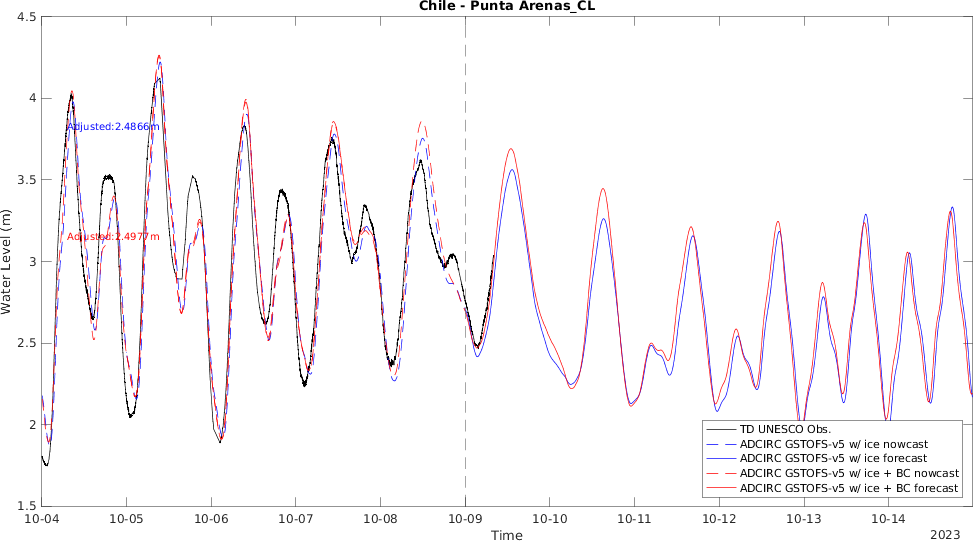 Chile - Punta Arenas_CL
4.5
4
3.5
3
2.5
2
1.5
Water Level (m)
Adjusted:2.4866m
Adjusted:2.4977m
TD UNESCO Obs.
ADCIRC GSTOFS-v5 w/ ice nowcast
ADCIRC GSTOFS-v5 w/ ice forecast
ADCIRC GSTOFS-v5 w/ ice + BC nowcast
ADCIRC GSTOFS-v5 w/ ice + BC forecast
10-04 10-05 10-06 10-07 10-08 10-09 10-10 10-11 10-12 10-13 10-14
Time
2023